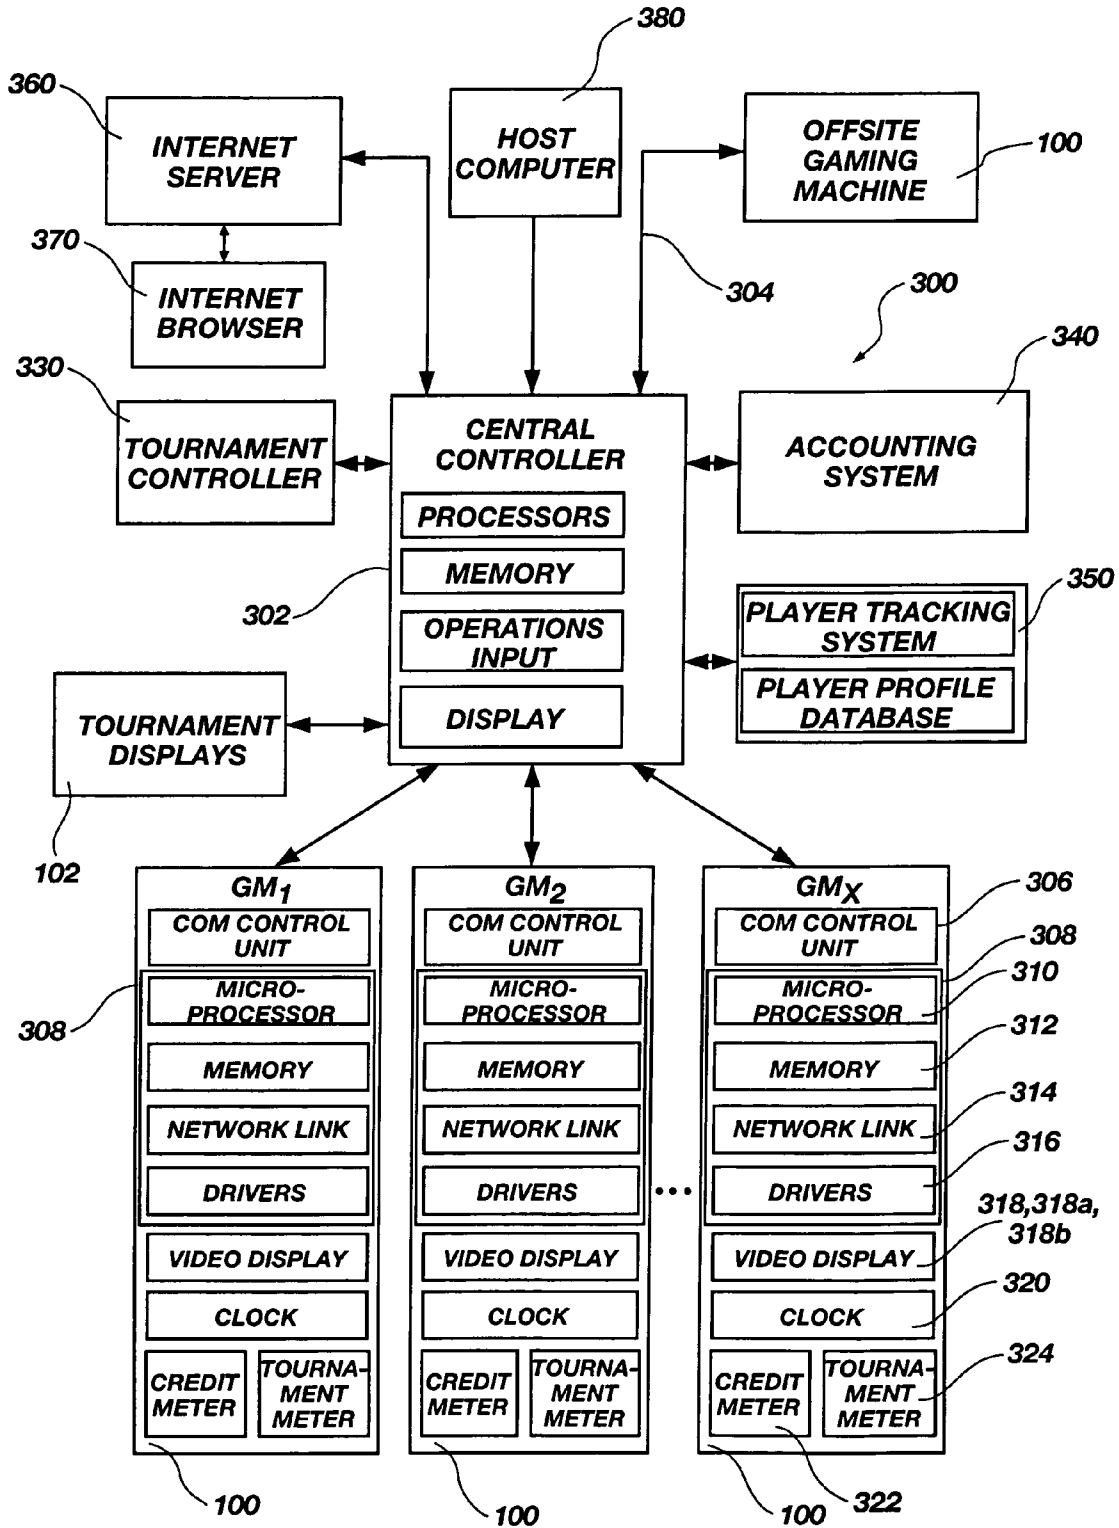 380
360
INTERNET
SERVER
HOST
COMPUTER
OFFSITE
GAMING
MACHINE
100
370
INTERNET
BROWSER
304
300
330
TOURNAMENT
CONTROLLER
CENTRAL
CONTROLLER
340
ACCOUNTING
SYSTEM
PROCESSORS
MEMORY
302
OPERATIONS
INPUT
DISPLAY
350
PLAYER TRACKING
SYSTEM
PLAYER PROFILE
DATABASE
TOURNAMENT
DISPLAYS
102
GM1
COM CONTROL
UNIT
308
MICRO-
PROCESSOR
MEMORY
NETWORK LINK
DRIVERS
VIDEO DISPLAY
CLOCK
CREDIT
METER
TOURNA-
MENT
METER
100
GM2
COM CONTROL
UNIT
MICRO-
PROCESSOR
MEMORY
NETWORK LINK
DRIVERS
VIDEO DISPLAY
CLOCK
CREDIT
METER
TOURNA-
MENT
METER
100
...
GMX
306
COM CONTROL
UNIT
308
MICRO-
PROCESSOR
310
MEMORY
312
NETWORK LINK
314
DRIVERS
316
VIDEO DISPLAY
318,318a,
318b
CLOCK
320
CREDIT
METER
TOURNA-
MENT
METER
324
322
100